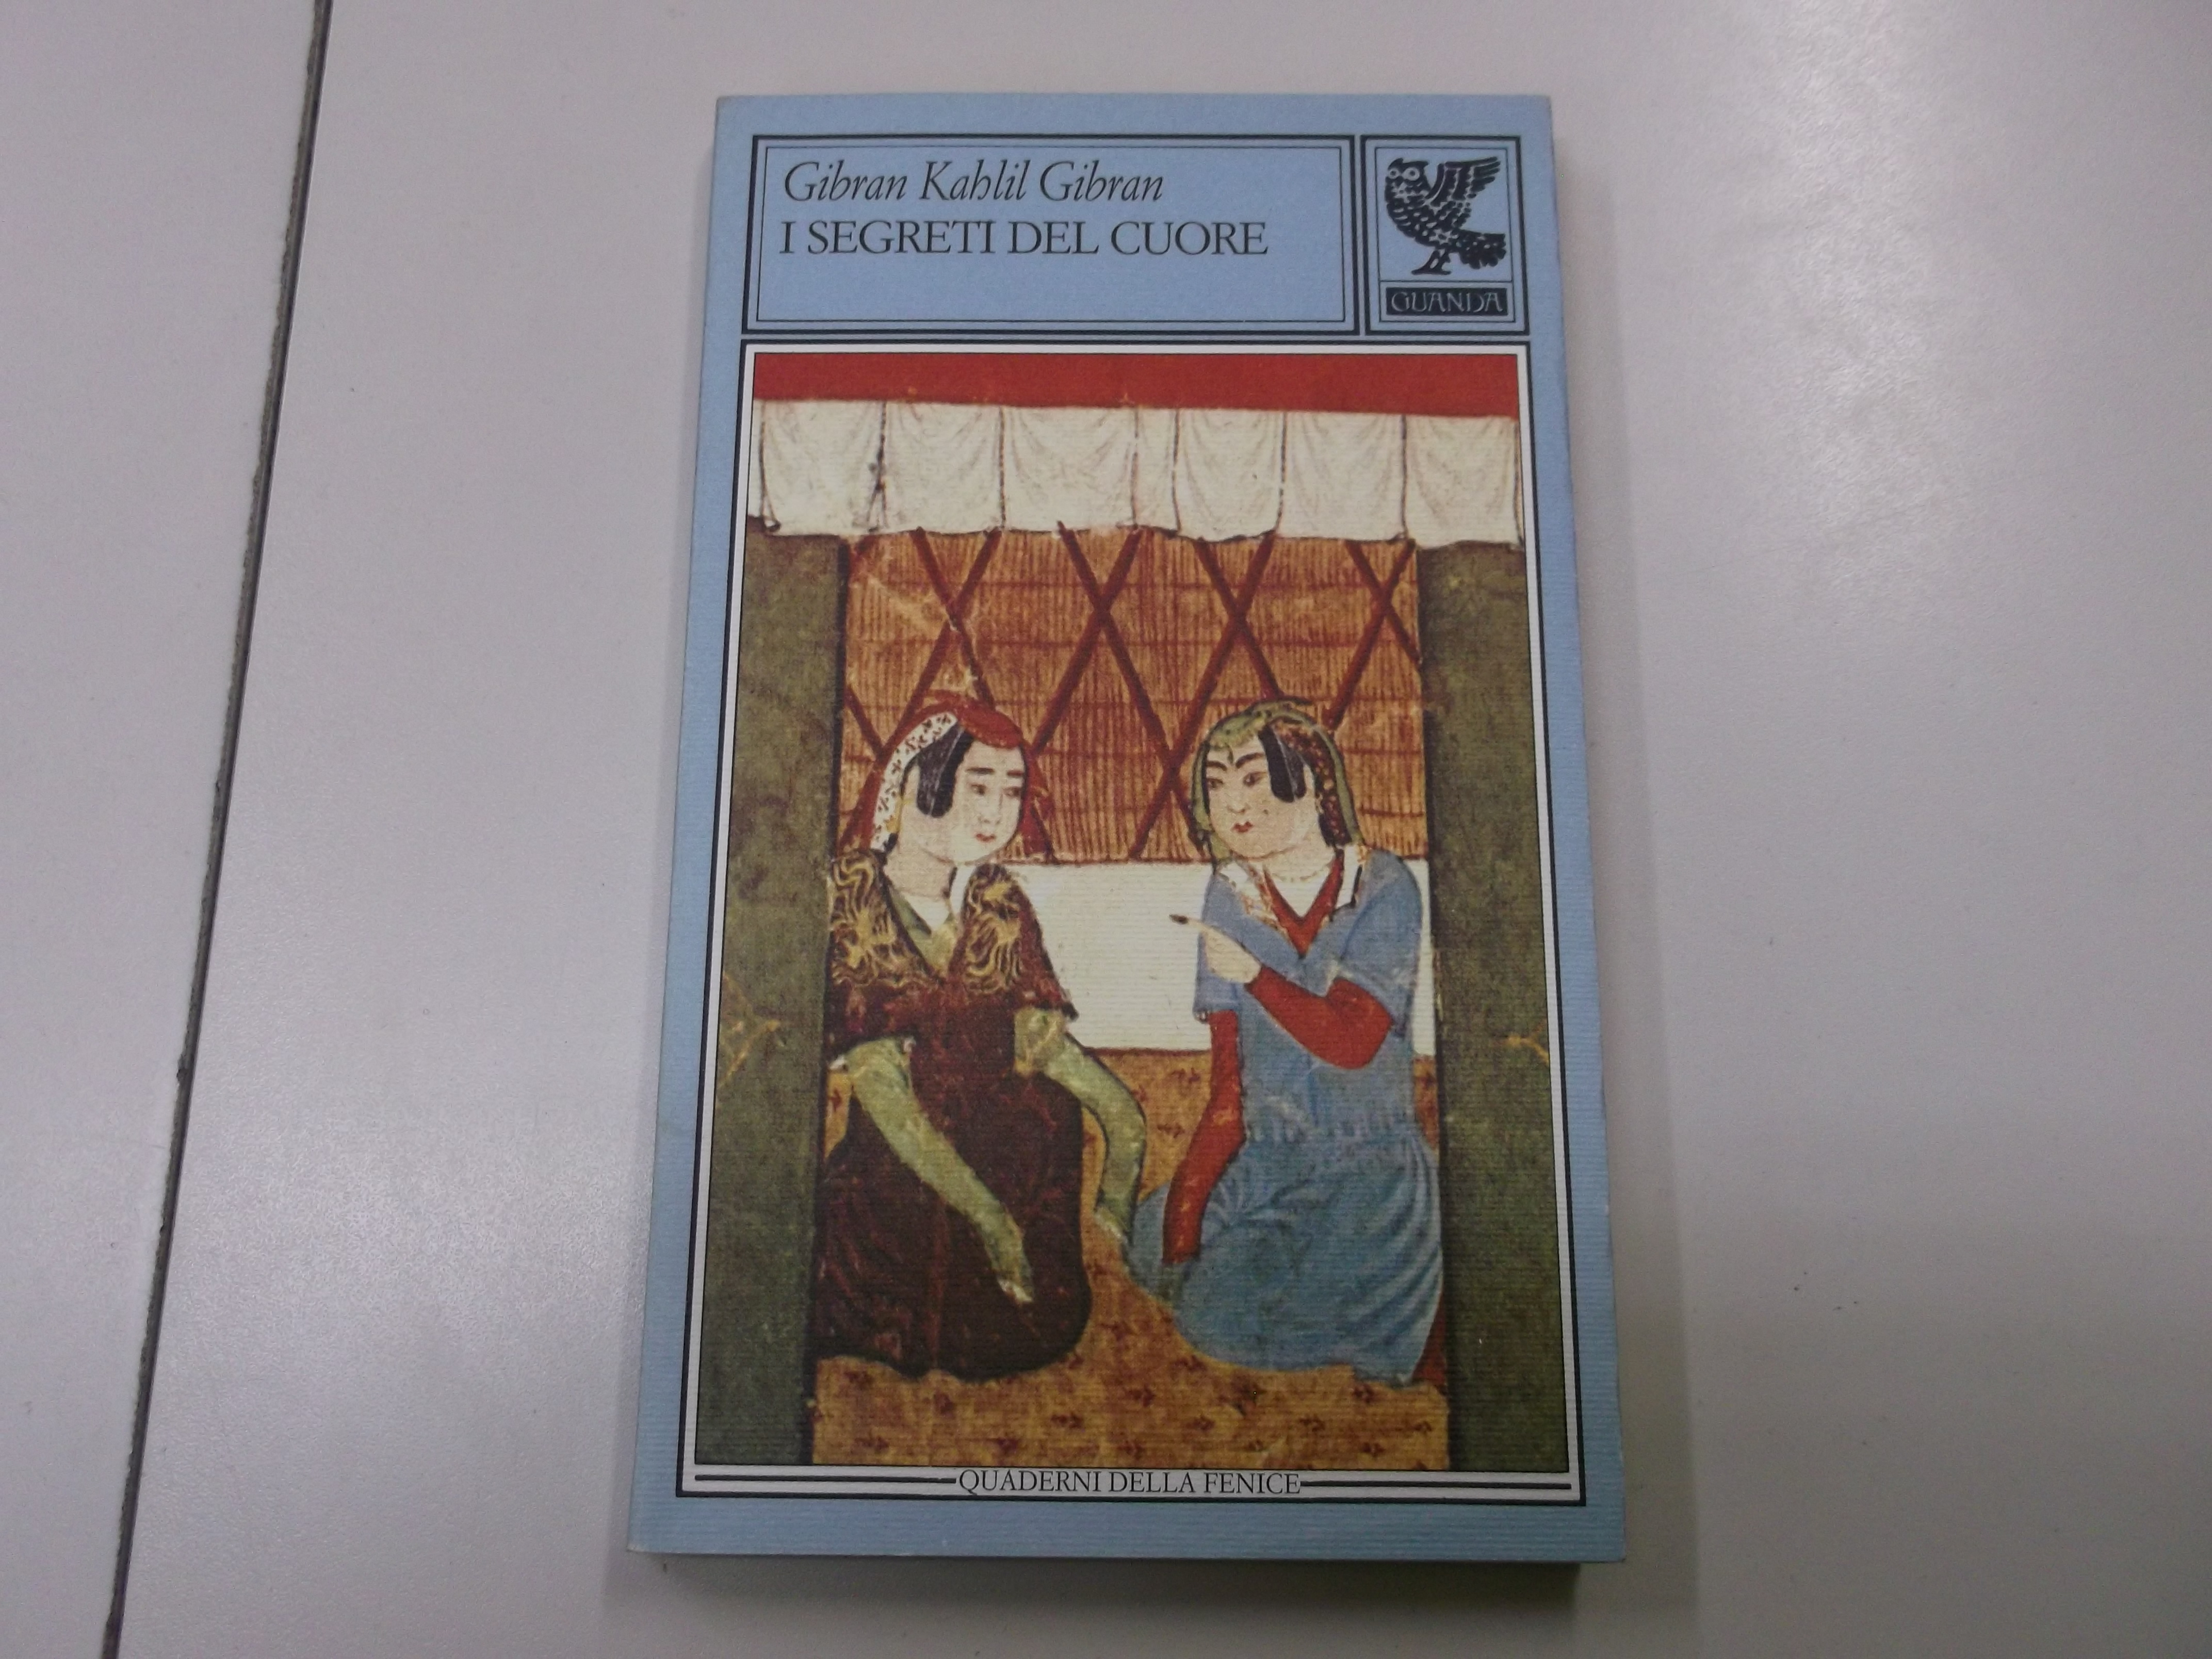 Gibran Kahlil Gibran
I SEGRETI DEL CUORE
GUANDA
QUADERNI DELLA FENICE